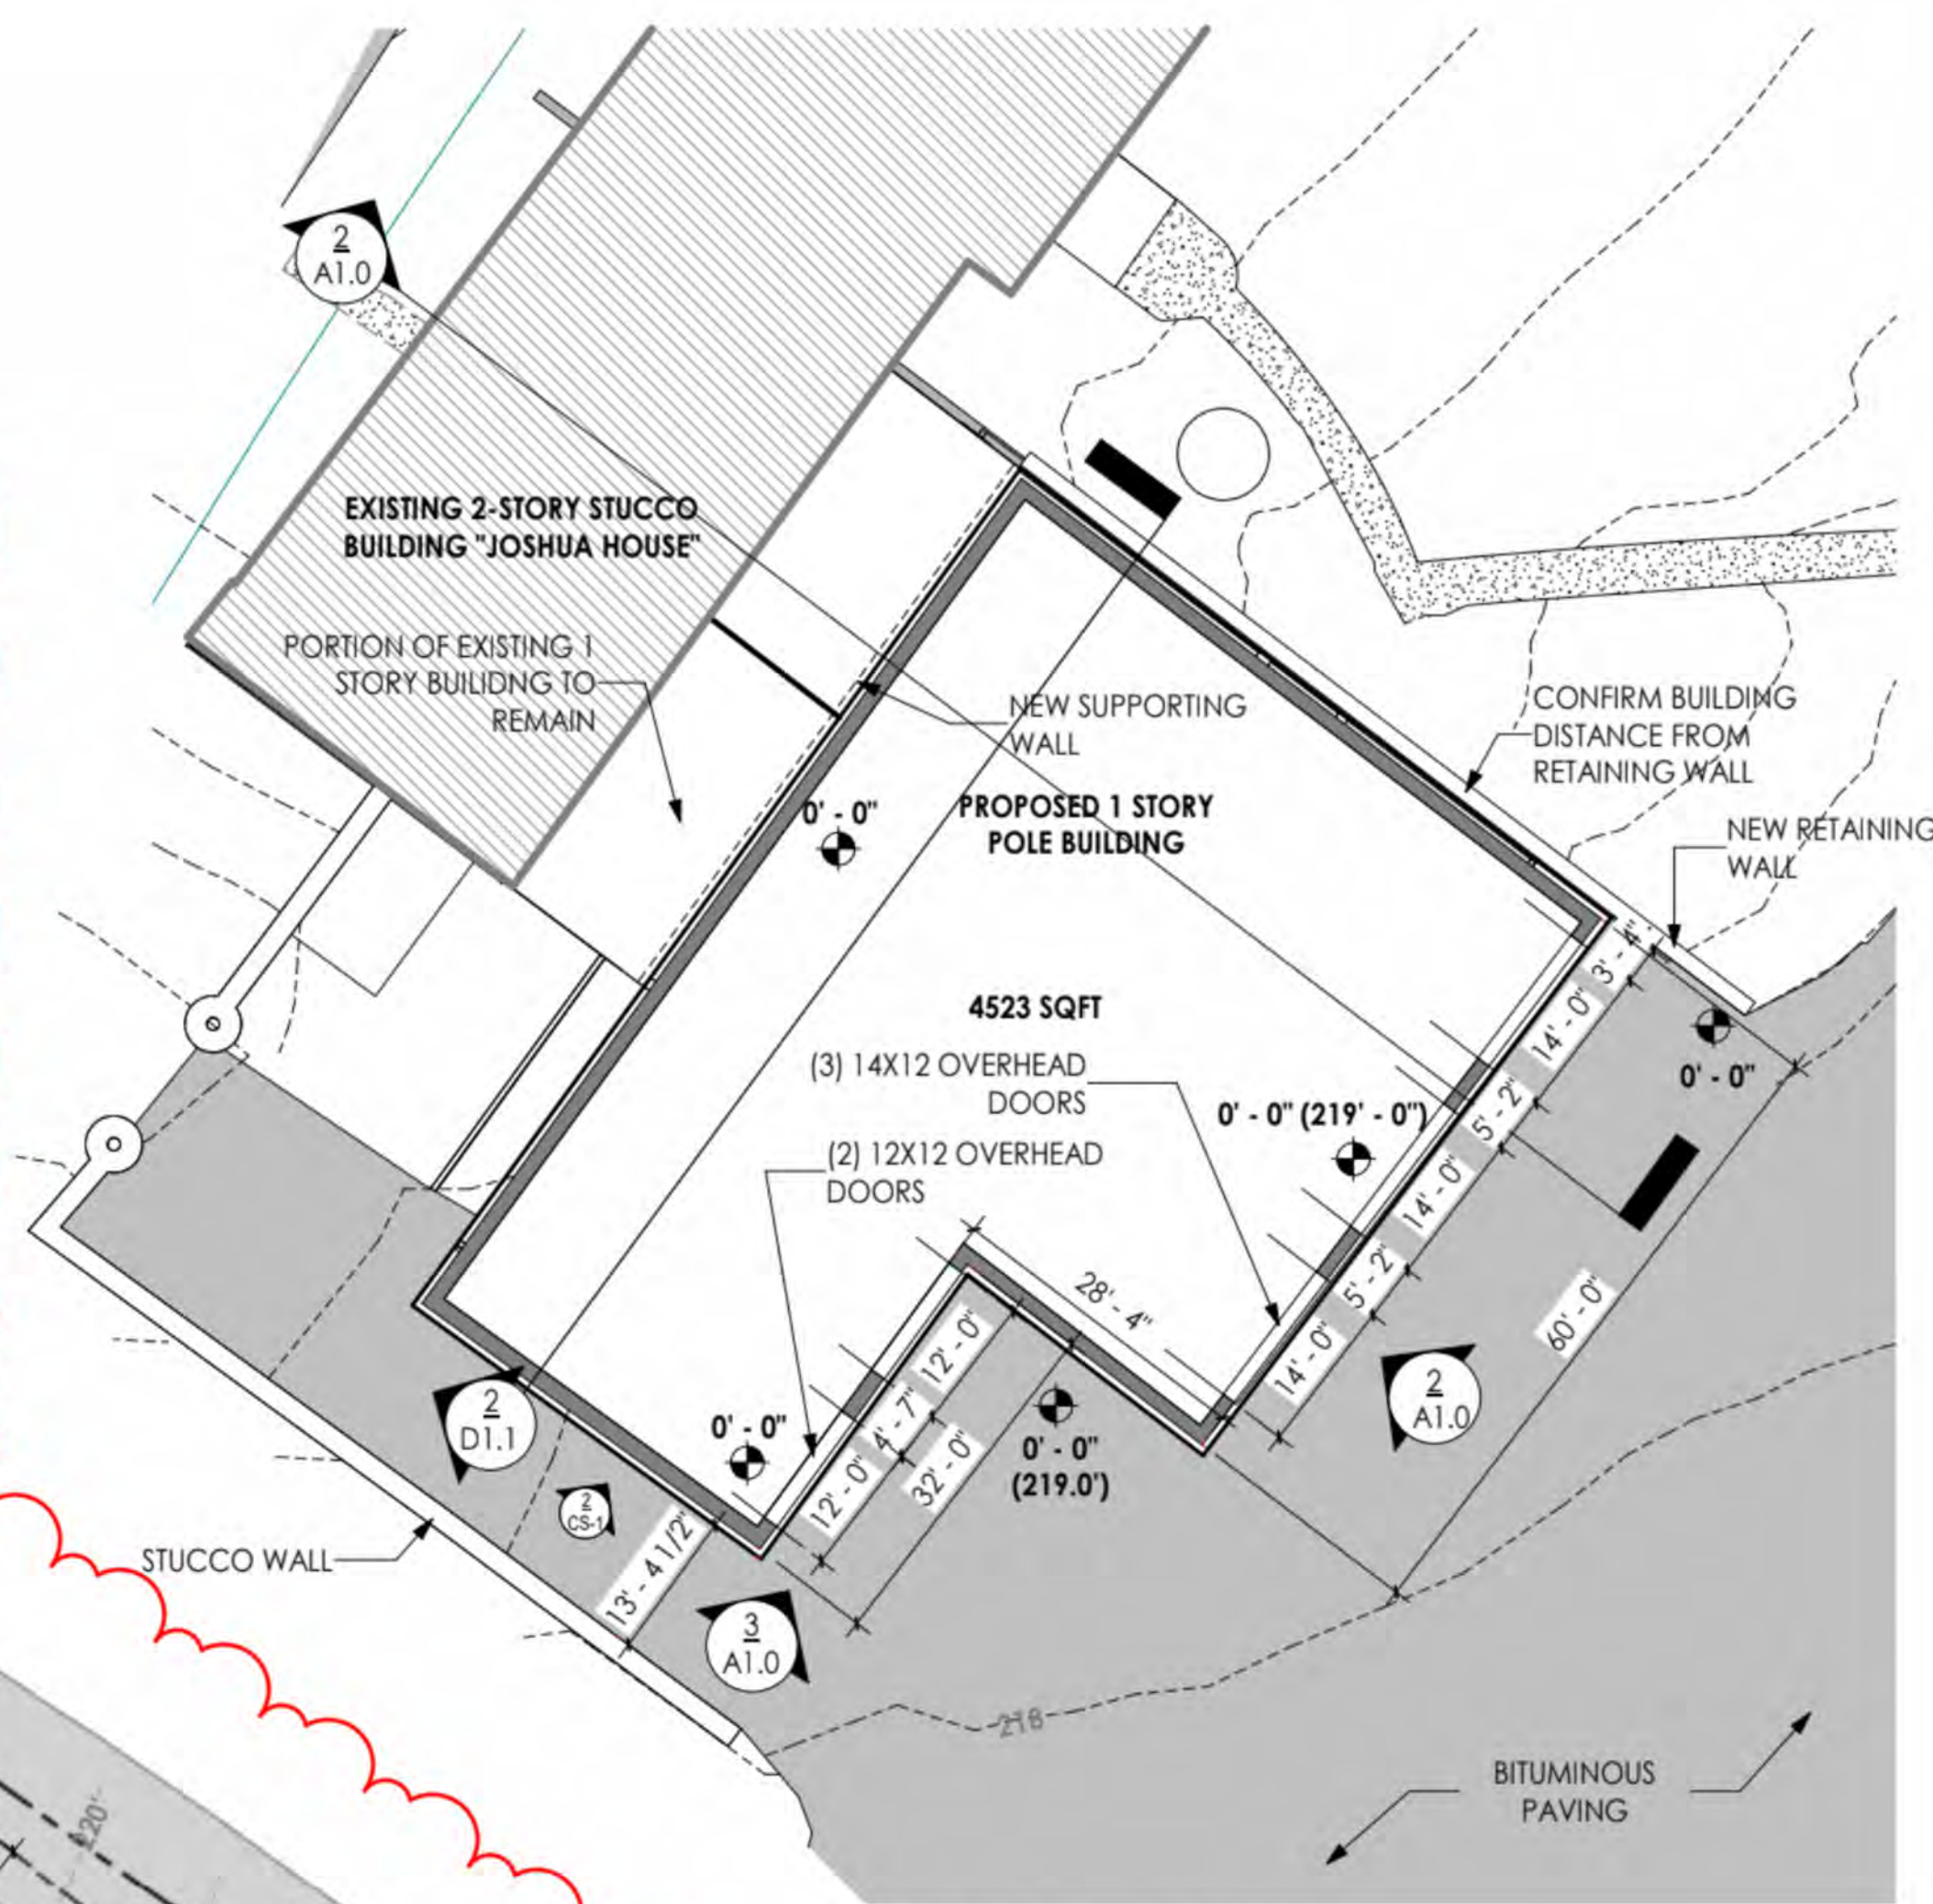 2
A1.0
EXISTING 2-STORY STUCCO
BUILDING "JOSHUA HOUSE"
PORTION OF EXISTING 1
STORY BUILIDNG TO
REMAIN
NEW SUPPORTING
WALL
CONFIRM BUILDING
DISTANCE FROM
RETAINING WALL
0' - 0"
PROPOSED 1 STORY
POLE BUILDING
NEW RETAINING
WALL
3' - 4"
4523 SQFT
14' - 0"
(3) 14X12 OVERHEAD
DOORS
0' - 0"
0' - 0" (219' - 0")
5' - 2"
(2) 12X12 OVERHEAD
DOORS
14' - 0"
28' - 4"
5' - 2"
60' - 0"
12' - 0"
14' - 0"
2
A1.0
2
D1.1
0' - 0"
4' - 7"
0' - 0"
(219.0')
12' - 0"
32' - 0"
2
CS-1
STUCCO WALL
13' - 4 1/2"
3
A1.0
218
BITUMINOUS
PAVING
220'